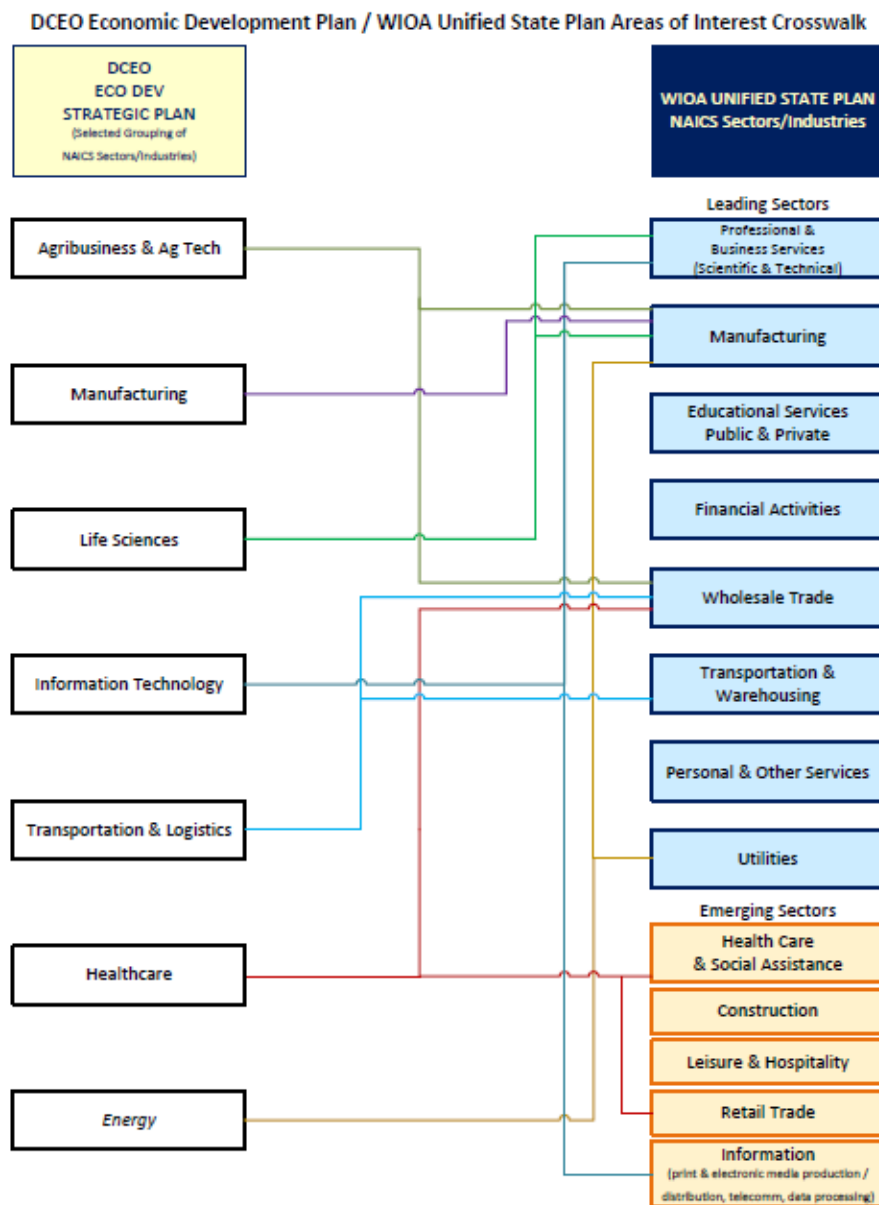 DCEO Economic Development Plan / WIOA Unified State Plan Areas of Interest Crosswalk
DCEO
ECO DEV
STRATEGIC PLAN
(Selected Grouping of
NAICS Sectors/Industries)
WIOA UNIFIED STATE PLAN
NAICS Sectors/Industries
Agribusiness & Ag Tech
Manufacturing
Life Sciences
Information Technology
Transportation & Logistics
Healthcare
Energy
Leading Sectors
Professional &
Business Services
(Scientific & Technical)
Manufacturing
Educational Services
Public & Private
Financial Activities
Wholesale Trade
Transportation &
Warehousing
Personal & Other Services
Utilities
Emerging Sectors
Health Care
& Social Assistance
Construction
Leisure & Hospitality
Retail Trade
Information
(print & electronic media production /
distribution, telecomm, data processing)